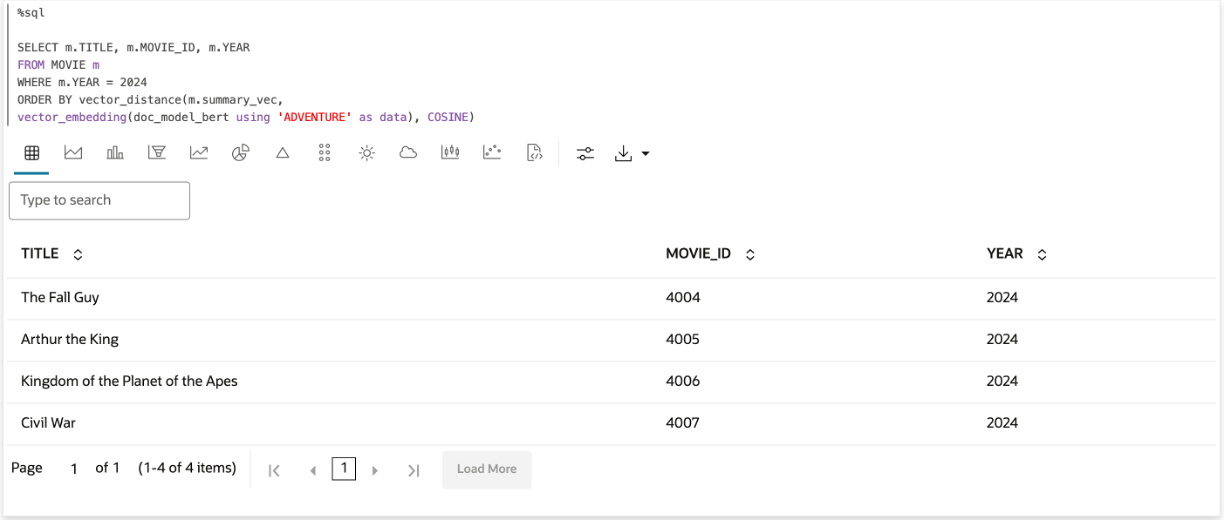 %sql
SELECT m.TITLE, m.MOVIE_ID, m.YEAR
FROM MOVIE m
WHERE m.YEAR = 2024
ORDER BY vector_distance(m.summary_vec,
vector_embedding(doc_model_bert using 'ADVENTURE' as data), COSINE)
Type to search
TITLE MOVIE_ID YEAR
The Fall Guy 4004 2024
Arthur the King 4005 2024
Kingdom of the Planet of the Apes 4006 2024
Civil War 4007 2024
Page 1 of 1 (1-4 of 4 items) 1 Load More